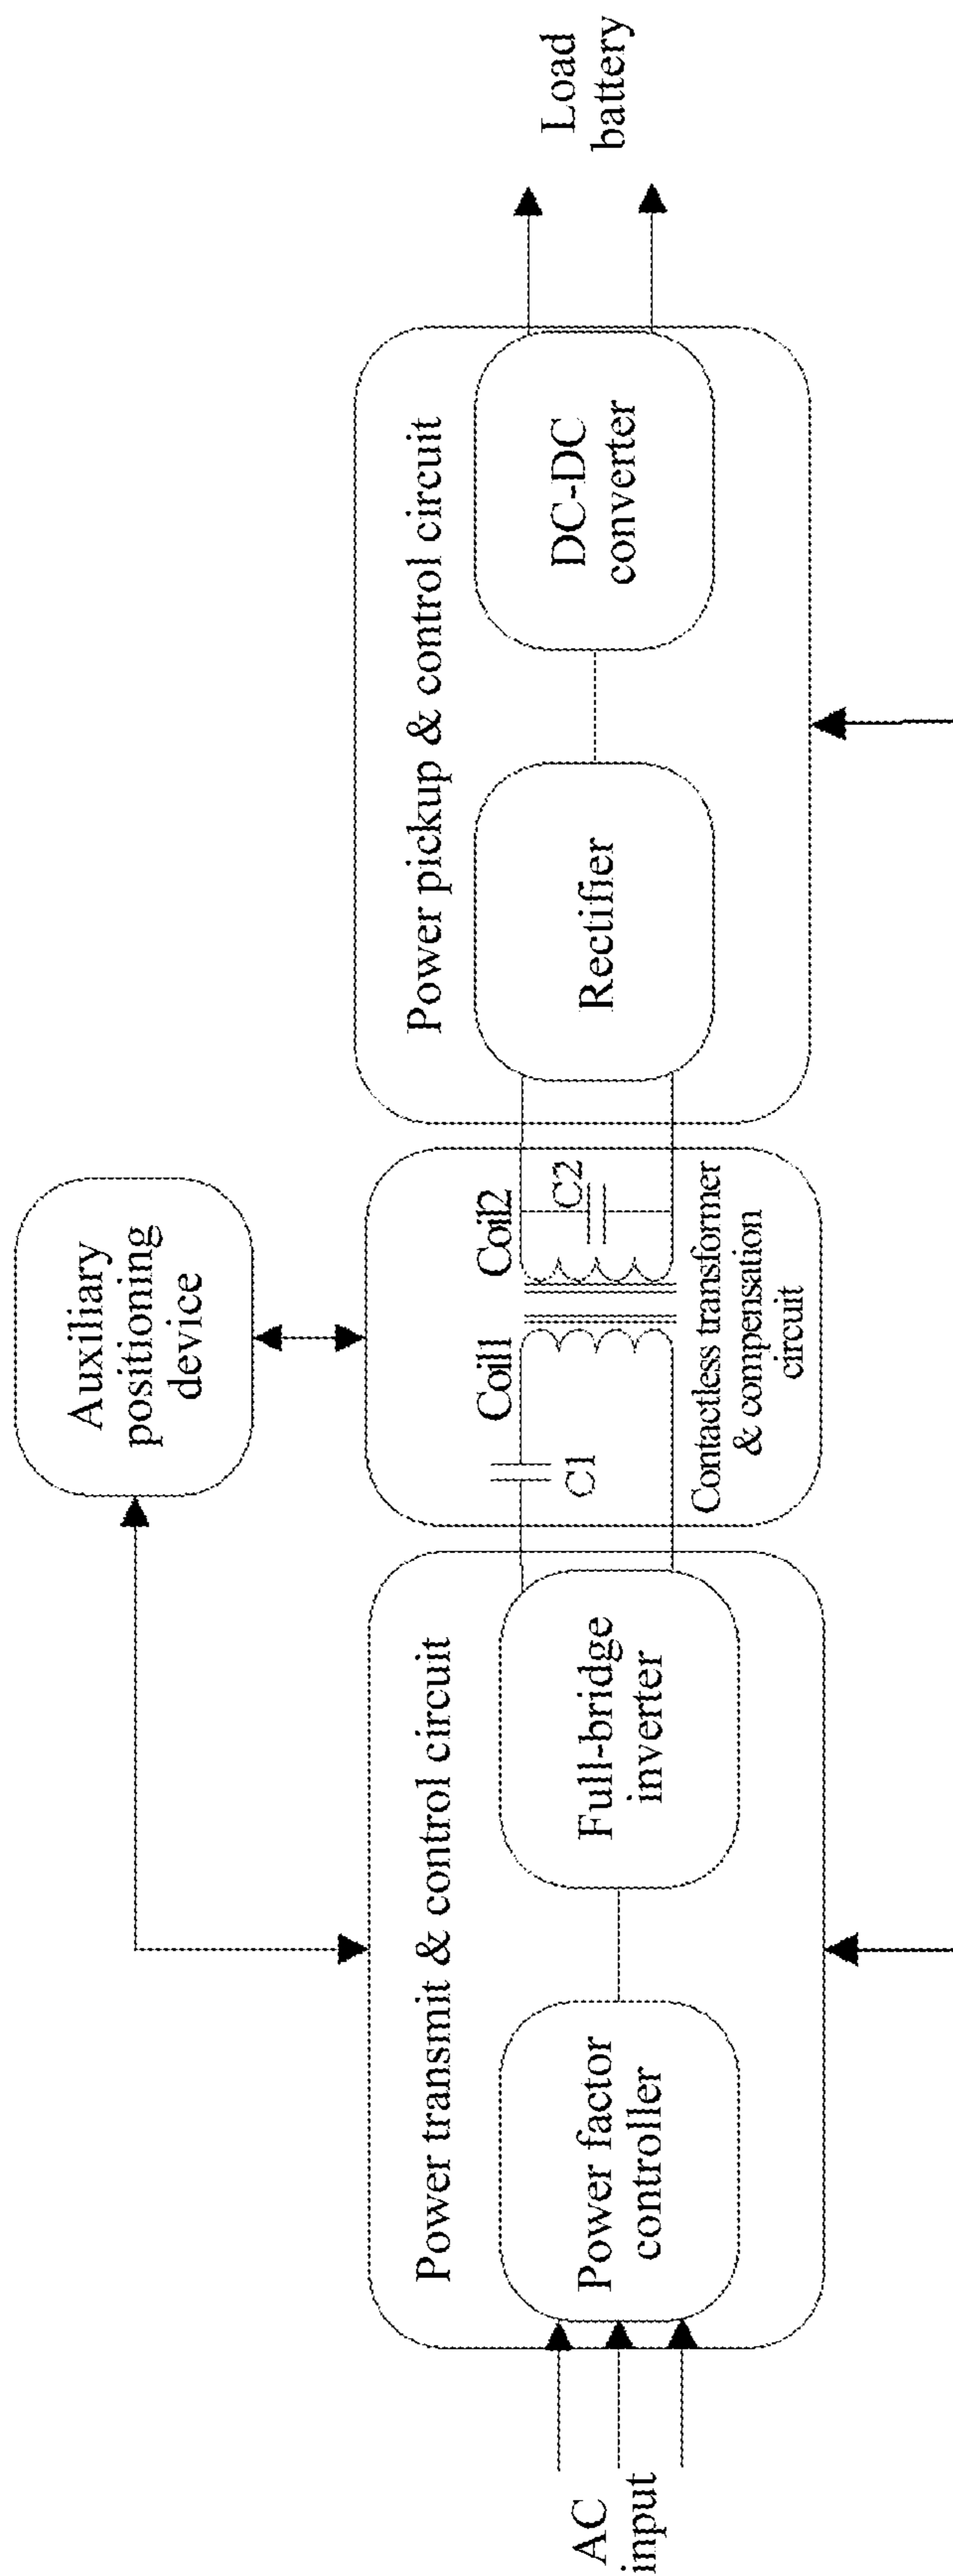 Auxiliary
positioning
device
Power transmit & control circuit
Power pickup & control circuit
AC
input
Power factor
controller
Full-bridge
inverter
C1
Coil1
Coil2
C2
Contactless transformer
& compensation
circuit
Rectifier
DC-DC
converter
Load
battery